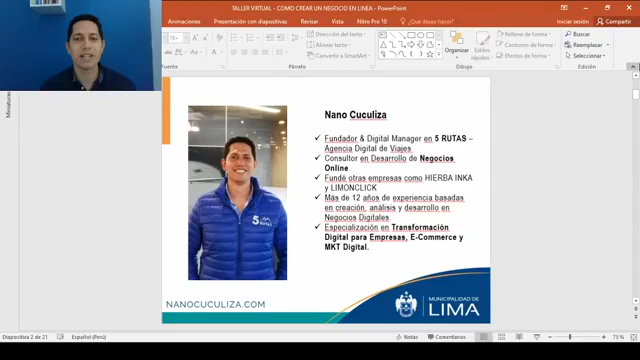 TALLER VIRTUAL - COMO CREAR UN NEGOCIO EN LINEA - PowerPoint
Iniciar sesión
Compartir
Animaciones
Presentación con diapositivas
Revisar
Vista
Nitro Pro 10
¿Qué desea hacer?
Dirección del texto
Alinear texto
Convertir a SmartArt
Organizar
Estilos
rápidos
Relleno de forma
Contorno de forma
Efectos de forma
Buscar
Reemplazar
Seleccionar
Párrafo
Dibujo
Edición
Miniaturas
Nano Cuculiza
Fundador & Digital Manager en 5 RUTAS –
Agencia Digital de Viajes
Consultor en Desarrollo de Negocios
Online.
Fundé otras empresas como HIERBA INKA
y LIMONCLICK
Más de 12 años de experiencia basadas
en creación, análisis y desarrollo en
Negocios Digitales.
Especialización en Transformación
Digital para Empresas, E-Commerce y
MKT Digital.
5
RUTAS
NANOCUCULIZA.COM
MUNICIPALIDAD DE
LIMA
Diapositiva 2 de 21
Español (Perú)
Notas
Comentarios
73 %